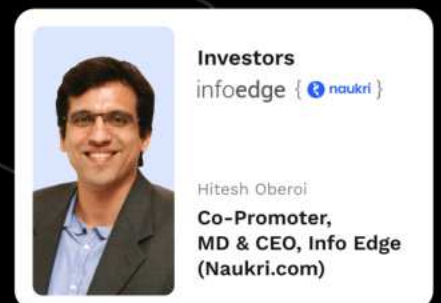 Investors
infoedge { naukri }
Hitesh Oberoi
Co-Promoter,
MD & CEO, Info Edge
(Naukri.com)